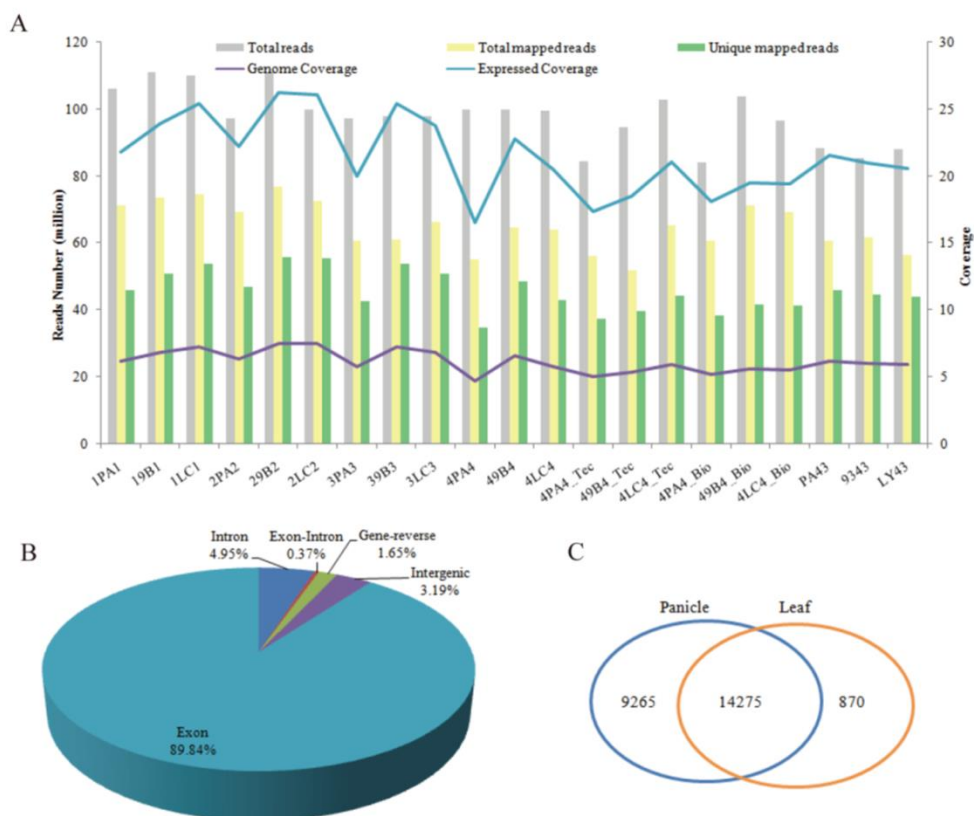 A
Total reads
Total mapped reads
Unique mapped reads
Genome Coverage
Expressed Coverage
120
100
80
60
40
20
0
Reads Number (million)
30
25
20
15
10
5
0
Coverage
1PA1
19B1
1LC1
2PA2
29B2
2LC2
3PA3
39B3
3LC3
4PA4
49B4
4LC4
4PA4_Tec
49B4_Tec
4LC4_Tec
4PA4_Bio
49B4_Bio
4LC4_Bio
PA43
9343
LY43
B
Intron
4.95%
Exon-Intron
0.37%
Gene-reverse
1.65%
Intergenic
3.19%
Exon
89.84%
C
Panicle
Leaf
9265
14275
870